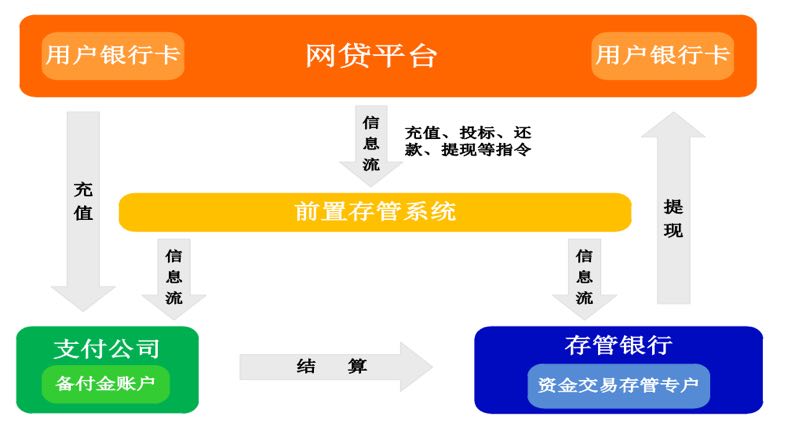 用户银行卡
网贷平台
用户银行卡
信息流
充值、投标、还
款、提现等指令
充值
前置存管系统
提现
信息流
信息流
支付公司
备付金账户
结 算
存管银行
资金交易存管专户